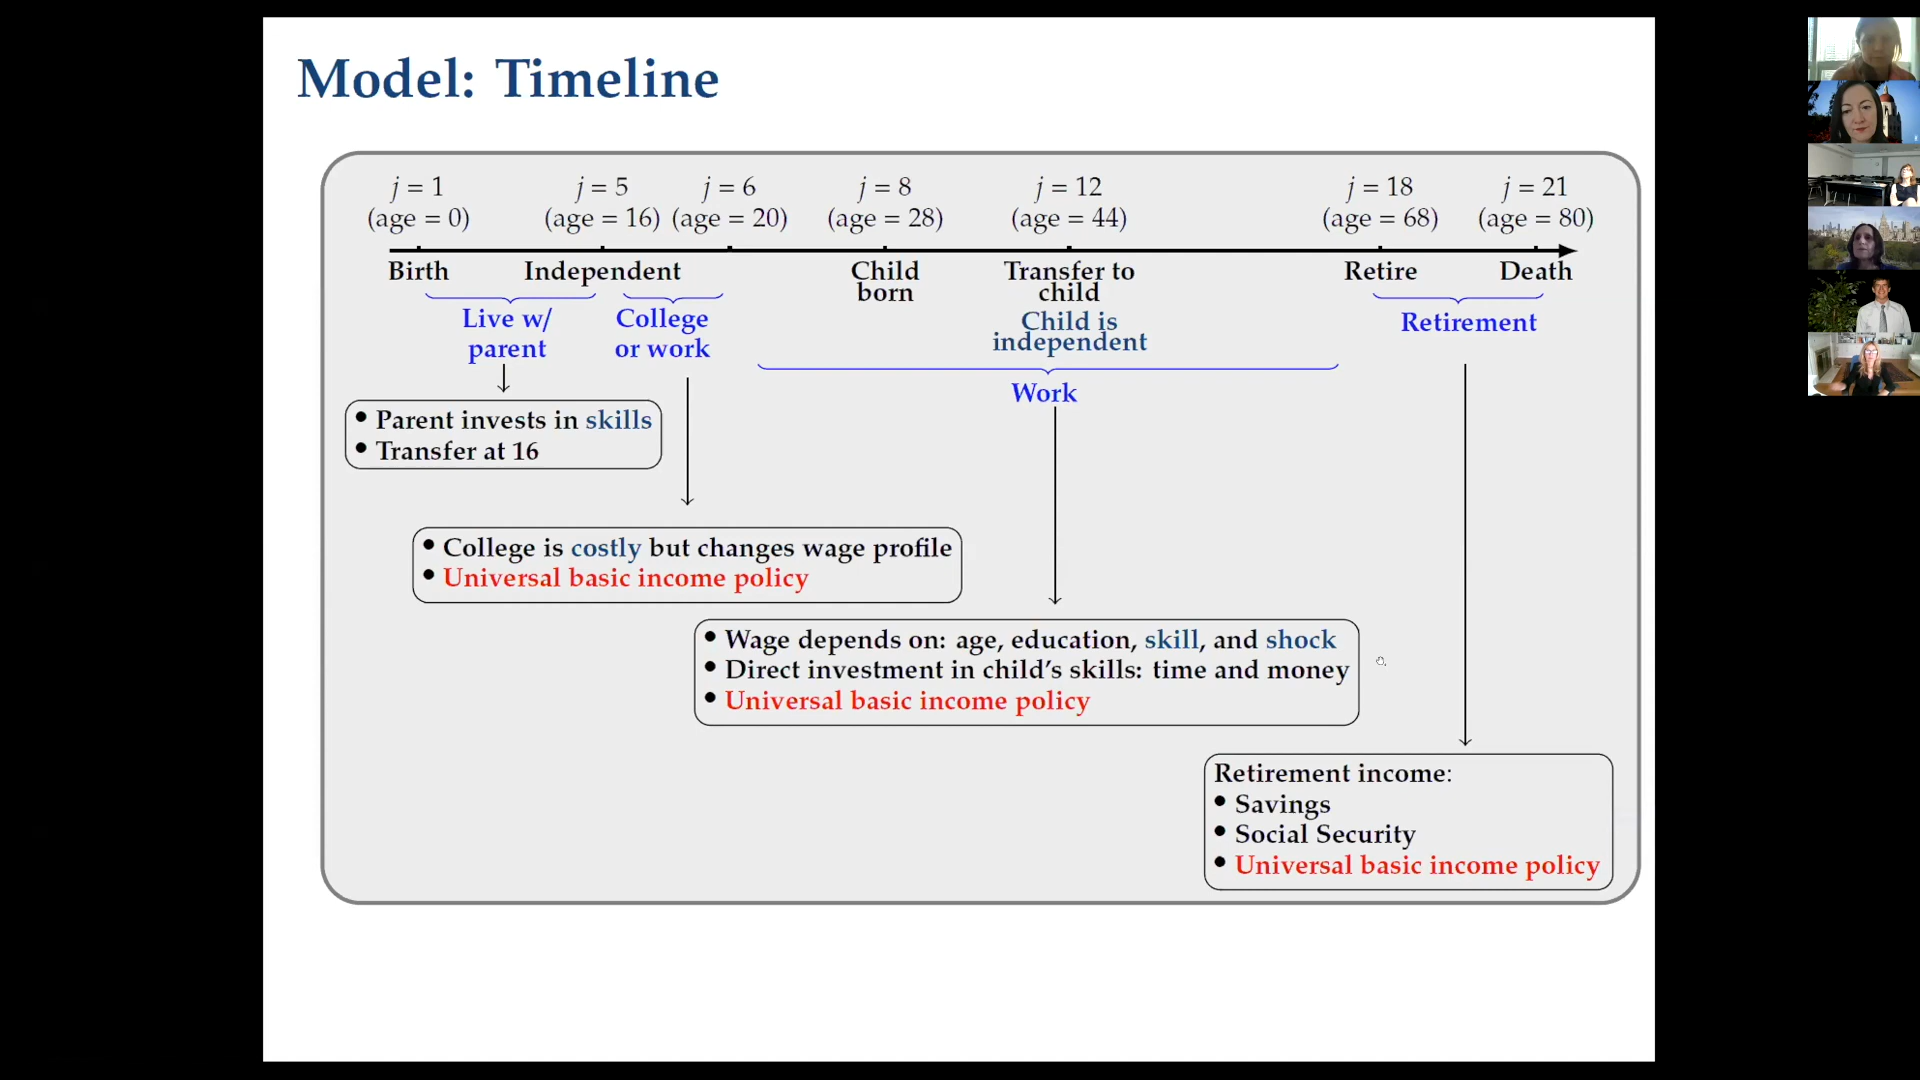 Model: Timeline
j = 1 j = 5 j = 6 j = 8 j = 12 j = 18 j = 21
(age = 0) (age = 16) (age = 20) (age = 28) (age = 44) (age = 68) (age = 80)
Birth Independent Child born Transfer to child Retire Death
Child is
independent
Live w/
parent
College
or work
Retirement
Work
• Parent invests in skills
• Transfer at 16
• College is costly but changes wage profile
• Universal basic income policy
• Wage depends on: age, education, skill, and shock
• Direct investment in child's skills: time and money
• Universal basic income policy
Retirement income:
• Savings
• Social Security
• Universal basic income policy